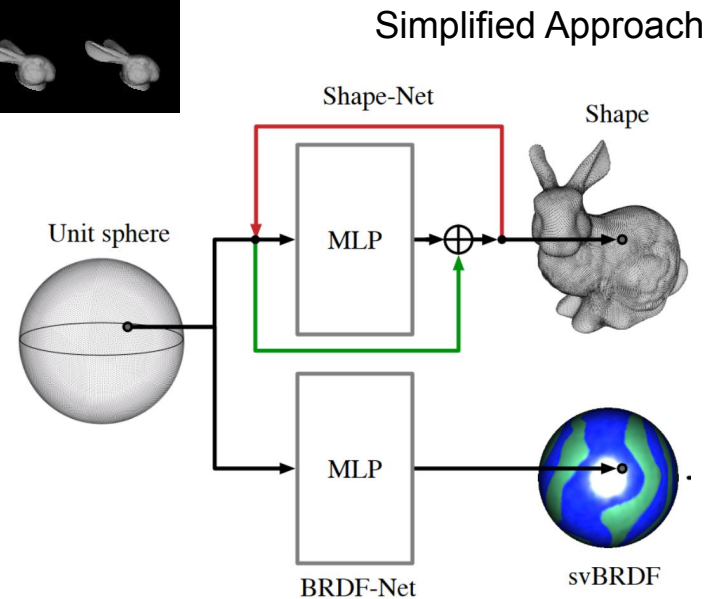 Simplified Approach
Shape-Net
Shape
Unit sphere
MLP
MLP
BRDF-Net
svBRDF